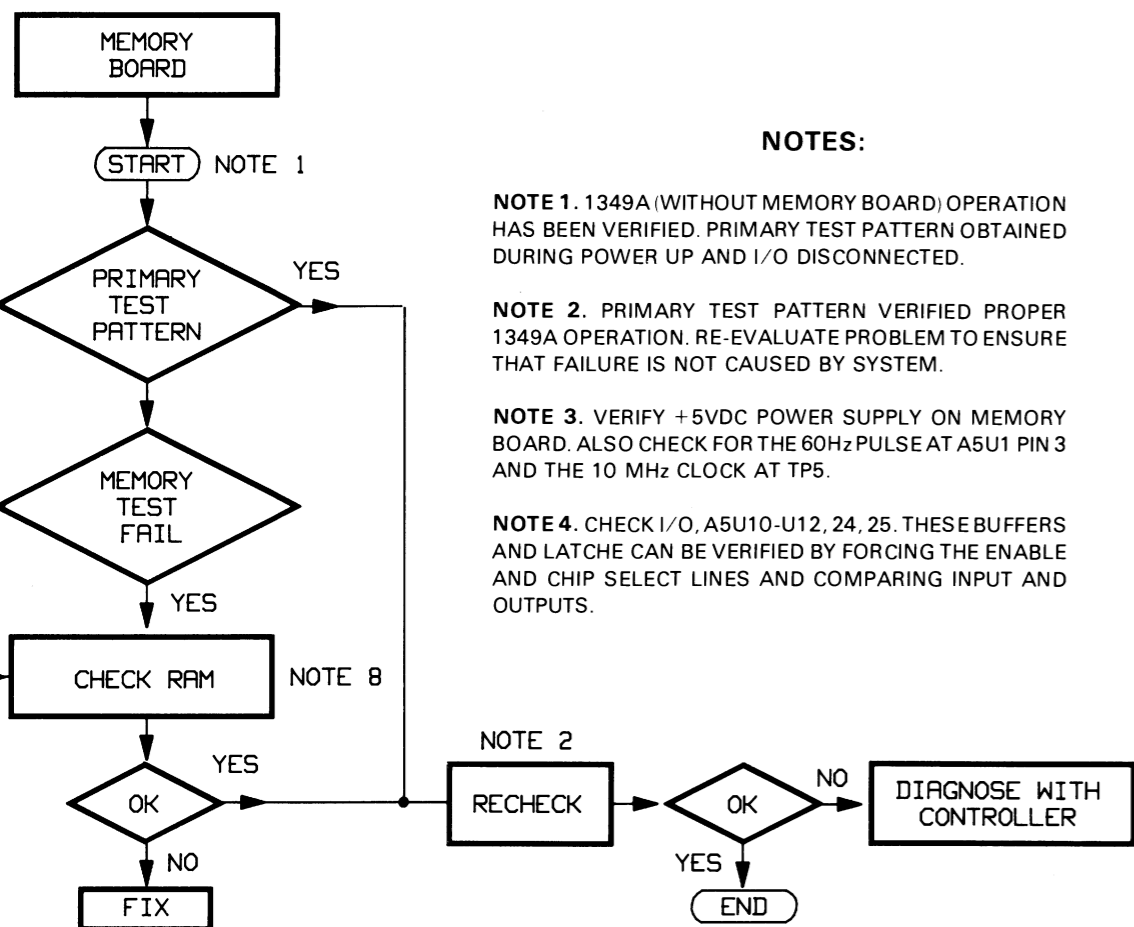 MEMORY
BOARD
START
NOTE 1
PRIMARY
TEST
PATTERN
YES
MEMORY
TEST
FAIL
YES
CHECK RAM
NOTE 8
OK
YES
NO
FIX
NOTE 2
RECHECK
OK
NO
DIAGNOSE WITH
CONTROLLER
YES
END
NOTES:
NOTE 1. 1349A (WITHOUT MEMORY BOARD) OPERATION
HAS BEEN VERIFIED. PRIMARY TEST PATTERN OBTAINED
DURING POWER UP AND I/O DISCONNECTED.
NOTE 2. PRIMARY TEST PATTERN VERIFIED PROPER
1349A OPERATION. RE-EVALUATE PROBLEM TO ENSURE
THAT FAILURE IS NOT CAUSED BY SYSTEM.
NOTE 3. VERIFY +5VDC POWER SUPPLY ON MEMORY
BOARD. ALSO CHECK FOR THE 60Hz PULSE AT A5U1 PIN 3
AND THE 10 MHz CLOCK AT TP5.
NOTE 4. CHECK I/O, A5U10-U12, 24, 25. THESE BUFFERS
AND LATCHE CAN BE VERIFIED BY FORCING THE ENABLE
AND CHIP SELECT LINES AND COMPARING INPUT AND
OUTPUTS.